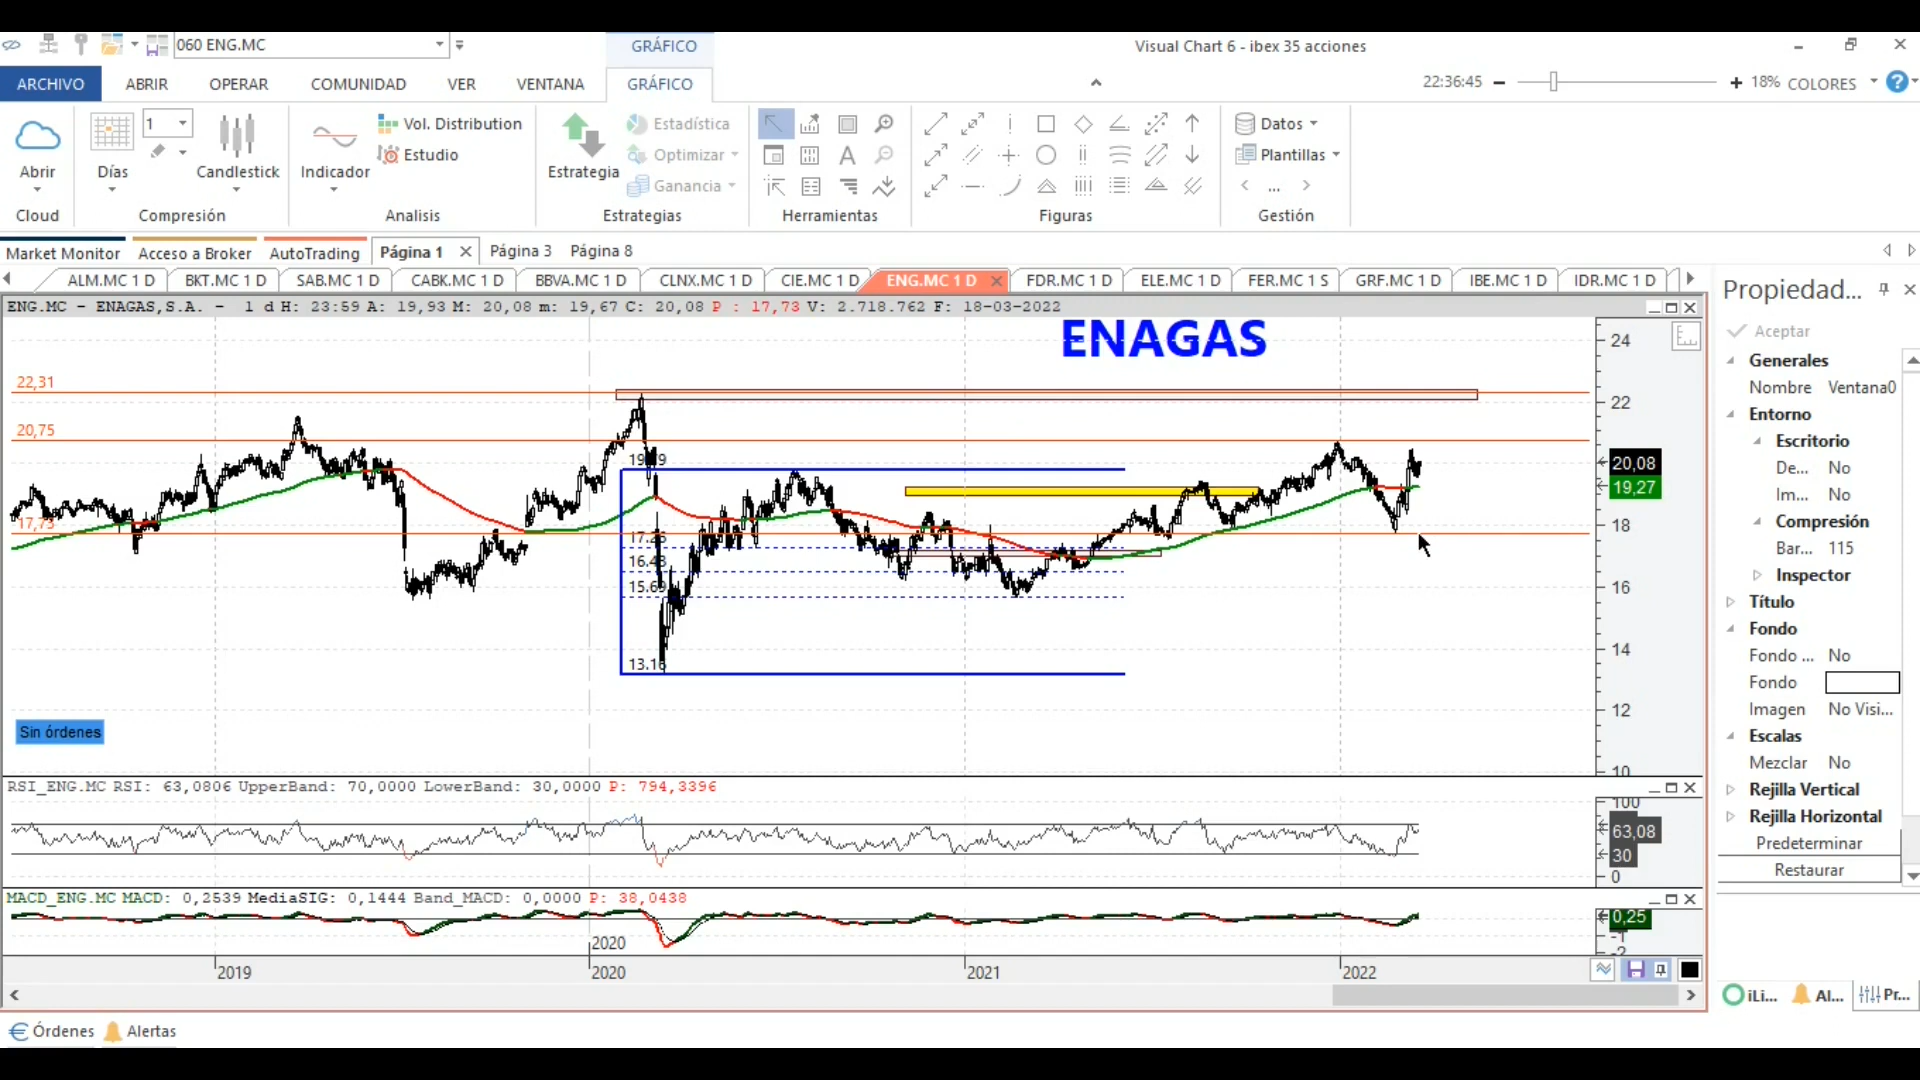 060 ENG.MC
GRÁFICO
Visual Chart 6 - ibex 35 acciones
ARCHIVO ABRIR OPERAR COMUNIDAD VER VENTANA GRÁFICO
22:36:45 18% COLORES
1
Vol. Distribution Estadística Datos
Estudio Optimizar Plantillas
Abrir Días Candlestick Indicador Estrategia Ganancia ...
Cloud Compresión Analisis Estrategias Herramientas Figuras Gestión
Market Monitor Acceso a Broker AutoTrading Página 1 Página 3 Página 8
ALM.MC 1 D BKT.MC 1 D SAB.MC 1 D CABK.MC 1 D BBVA.MC 1 D CLNX.MC 1 D CIE.MC 1 D ENG.MC 1 D FDR.MC 1 D ELE.MC 1 D FER.MC 1 S GRF.MC 1 D IBE.MC 1 D IDR.MC 1 D
ENG.MC - ENAGAS,S.A. - 1 d H: 23:59 A: 19,93 M: 20,08 m: 19,67 C: 20,08 P : 17,73 V: 2.718.762 F: 18-03-2022
ENAGAS
24
22,31
22
20,75
20,08
19,27
18
17,73
16.43
16
15.69
14
13.16
12
10
Sin órdenes
RSI_ENG.MC RSI: 63,0806 UpperBand: 70,0000 LowerBand: 30,0000 P: 794,3396
100
63,08
30
0
MACD_ENG.MC MACD: 0,2539 MediaSIG: 0,1444 Band_MACD: 0,0000 P: 38,0438
0,25
-1
-2
2020
2019 2020 2021 2022
Órdenes Alertas
Propiedad...
Aceptar
Generales
Nombre Ventana0
Entorno
Escritorio
De... No
Im... No
Compresión
Bar... 115
Inspector
Título
Fondo
Fondo ... No
Fondo
Imagen No Visi...
Escalas
Mezclar No
Rejilla Vertical
Rejilla Horizontal
Predeterminar
Restaurar
iLi... Al... Pr...